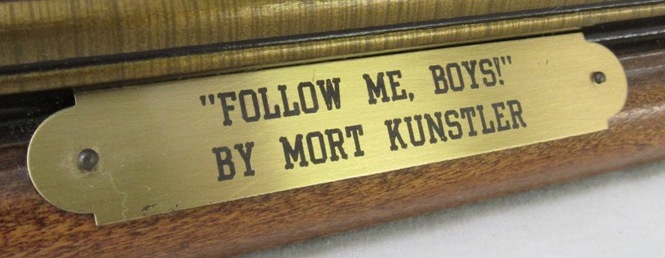 "FOLLOW ME, BOYS!"
BY MORT KUNSTLER